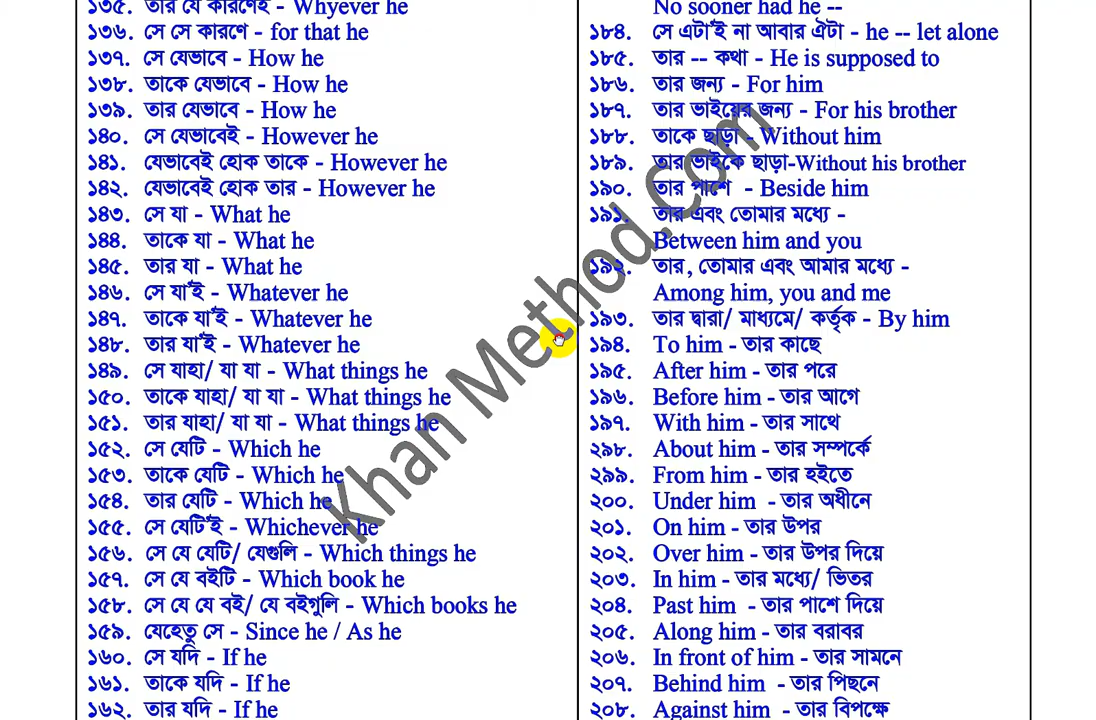 ১৩৫. তার যে কারণেই - Whyever he
১৩৬. সে সে কারণে - for that he
১৩৭. সে যেভাবে - How he
১৩৮. তাকে যেভাবে - How he
১৩৯. তার যেভাবে - How he
১৪০. সে যেভাবেই - However he
১৪১. যেভাবেই হোক তাকে - However he
১৪২. যেভাবেই হোক তার - However he
১৪৩. সে যা - What he
১৪৪. তাকে যা - What he
১৪৫. তার যা - What he
১৪৬. সে যা'ই - Whatever he
১৪৭. তাকে যা'ই - Whatever he
১৪৮. তার যা'ই - Whatever he
১৪৯. সে যাহা/ যা যা - What things he
১৫০. তাকে যাহা/ যা যা - What things he
১৫১. তার যাহা/ যা যা - What things he
১৫২. সে যেটি - Which he
১৫৩. তাকে যেটি - Which he
১৫৪. তার যেটি - Which he
১৫৫. সে যেটি'ই - Whichever he
১৫৬. সে যে যেটি/ যেগুলি - Which things he
১৫৭. সে যে বইটি - Which book he
১৫৮. সে যে যে বই/ যে বইগুলি - Which books he
১৫৯. যেহেতু সে - Since he / As he
১৬০. সে যদি - If he
১৬১. তাকে যদি - If he
১৬২. তার যদি - If he
No sooner had he --
১৮৪. সে এটা'ই না আবার ঐটা - he -- let alone
১৮৫. তার -- কথা - He is supposed to
১৮৬. তার জন্য - For him
১৮৭. তার ভাইয়ের জন্য - For his brother
১৮৮. তাকে ছাড়া - Without him
১৮৯. তার ভাইকে ছাড়া-Without his brother
১৯০. তার পাশে - Beside him
১৯১. তার এবং তোমার মধ্যে -
Between him and you
১৯২. তার, তোমার এবং আমার মধ্যে -
Among him, you and me
১৯৩. তার দ্বারা/ মাধ্যমে/ কর্তৃক - By him
১৯৪. To him - তার কাছে
১৯৫. After him - তার পরে
১৯৬. Before him - তার আগে
১৯৭. With him - তার সাথে
২৯৮. About him - তার সম্পর্কে
২৯৯. From him - তার হইতে
২০০. Under him - তার অধীনে
২০১. On him - তার উপর
২০২. Over him - তার উপর দিয়ে
২০৩. In him - তার মধ্যে/ ভিতর
২০৪. Past him - তার পাশে দিয়ে
২০৫. Along him - তার বরাবর
২০৬. In front of him - তার সামনে
২০৭. Behind him - তার পিছনে
২০৮. Against him - তার বিপক্ষে
Khan Method.com